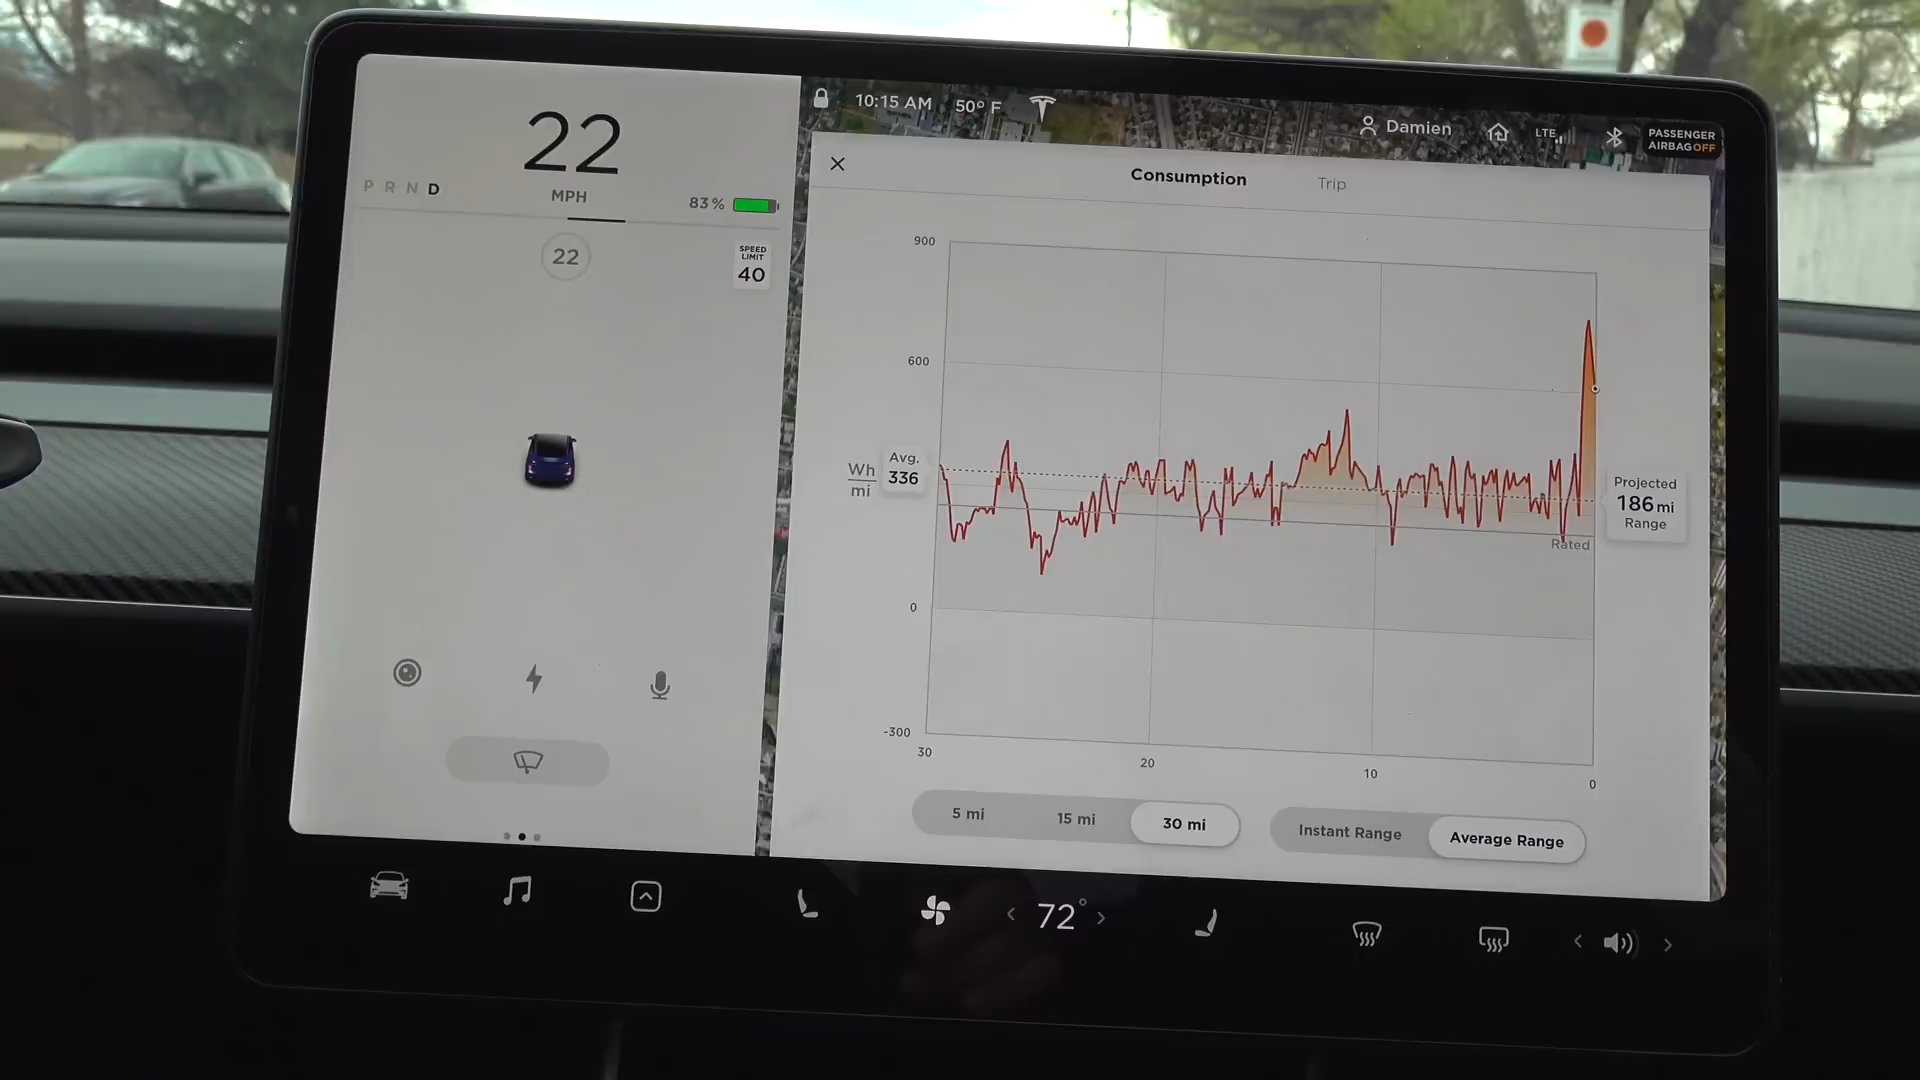 22
MPH
P R N D
83 %
22
SPEED
LIMIT
40
10:15 AM 50° F
Damien
LTE
PASSENGER
AIRBAG OFF
Consumption Trip
900
600
0
-300
Wh
mi
Avg.
336
Projected
186 mi
Range
Rated
30 20 10 0
5 mi 15 mi 30 mi
Instant Range Average Range
72°